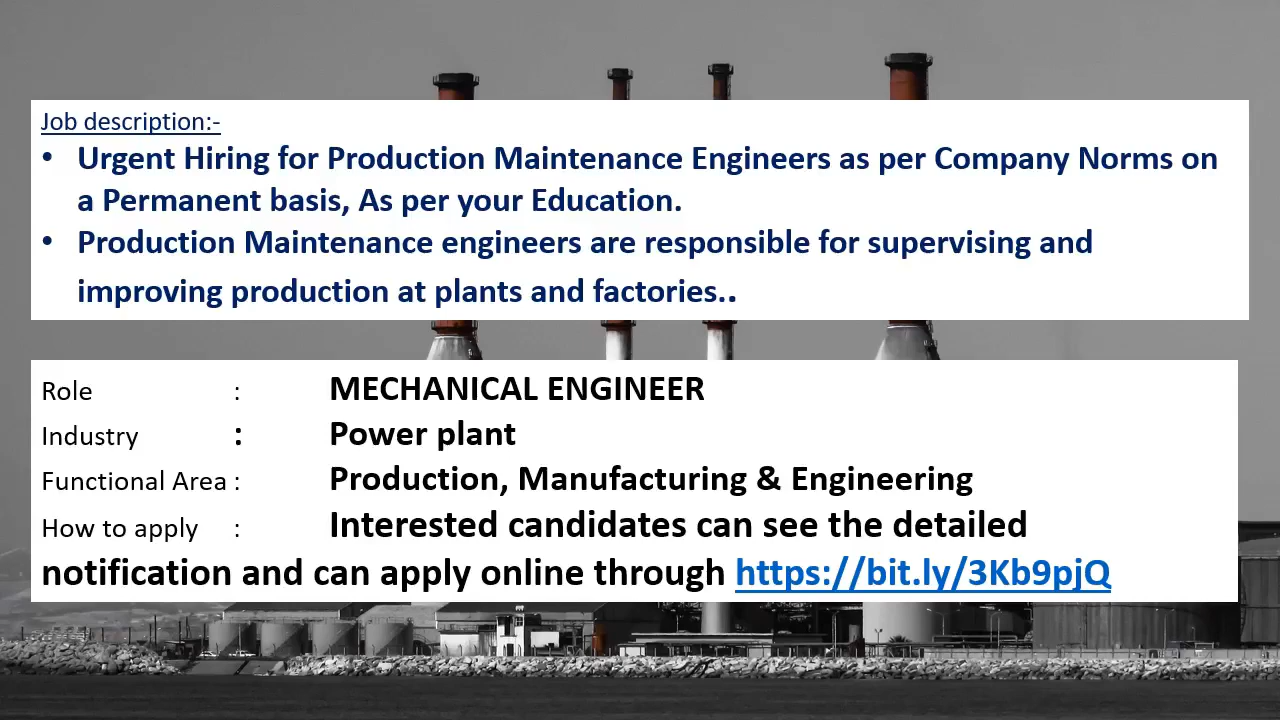 Job description:-
• Urgent Hiring for Production Maintenance Engineers as per Company Norms on
a Permanent basis, As per your Education.
• Production Maintenance engineers are responsible for supervising and
improving production at plants and factories..
Role : MECHANICAL ENGINEER
Industry : Power plant
Functional Area : Production, Manufacturing & Engineering
How to apply : Interested candidates can see the detailed
notification and can apply online through https://bit.ly/3Kb9pjQ